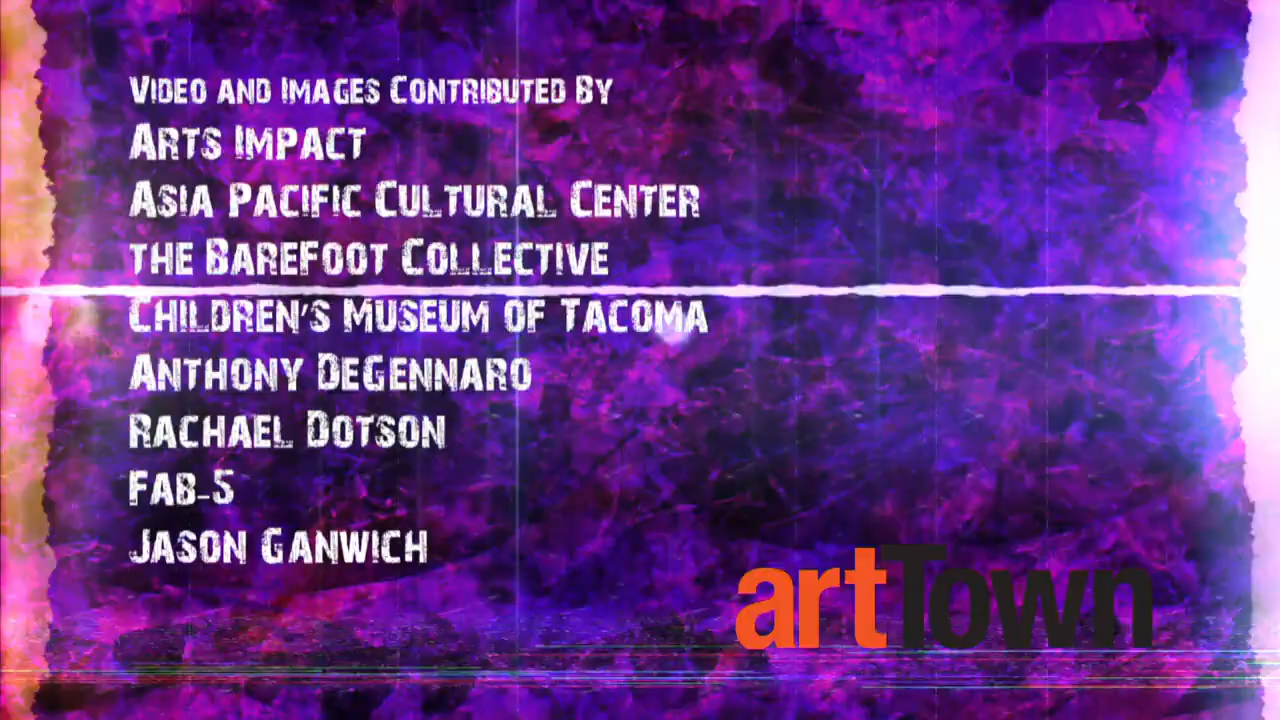 Video and Images Contributed By
Arts Impact
Asia Pacific Cultural Center
the Barefoot Collective
Children's Museum of Tacoma
Anthony DeGennaro
Rachael Dotson
Fab-5
Jason Ganwich
artTown